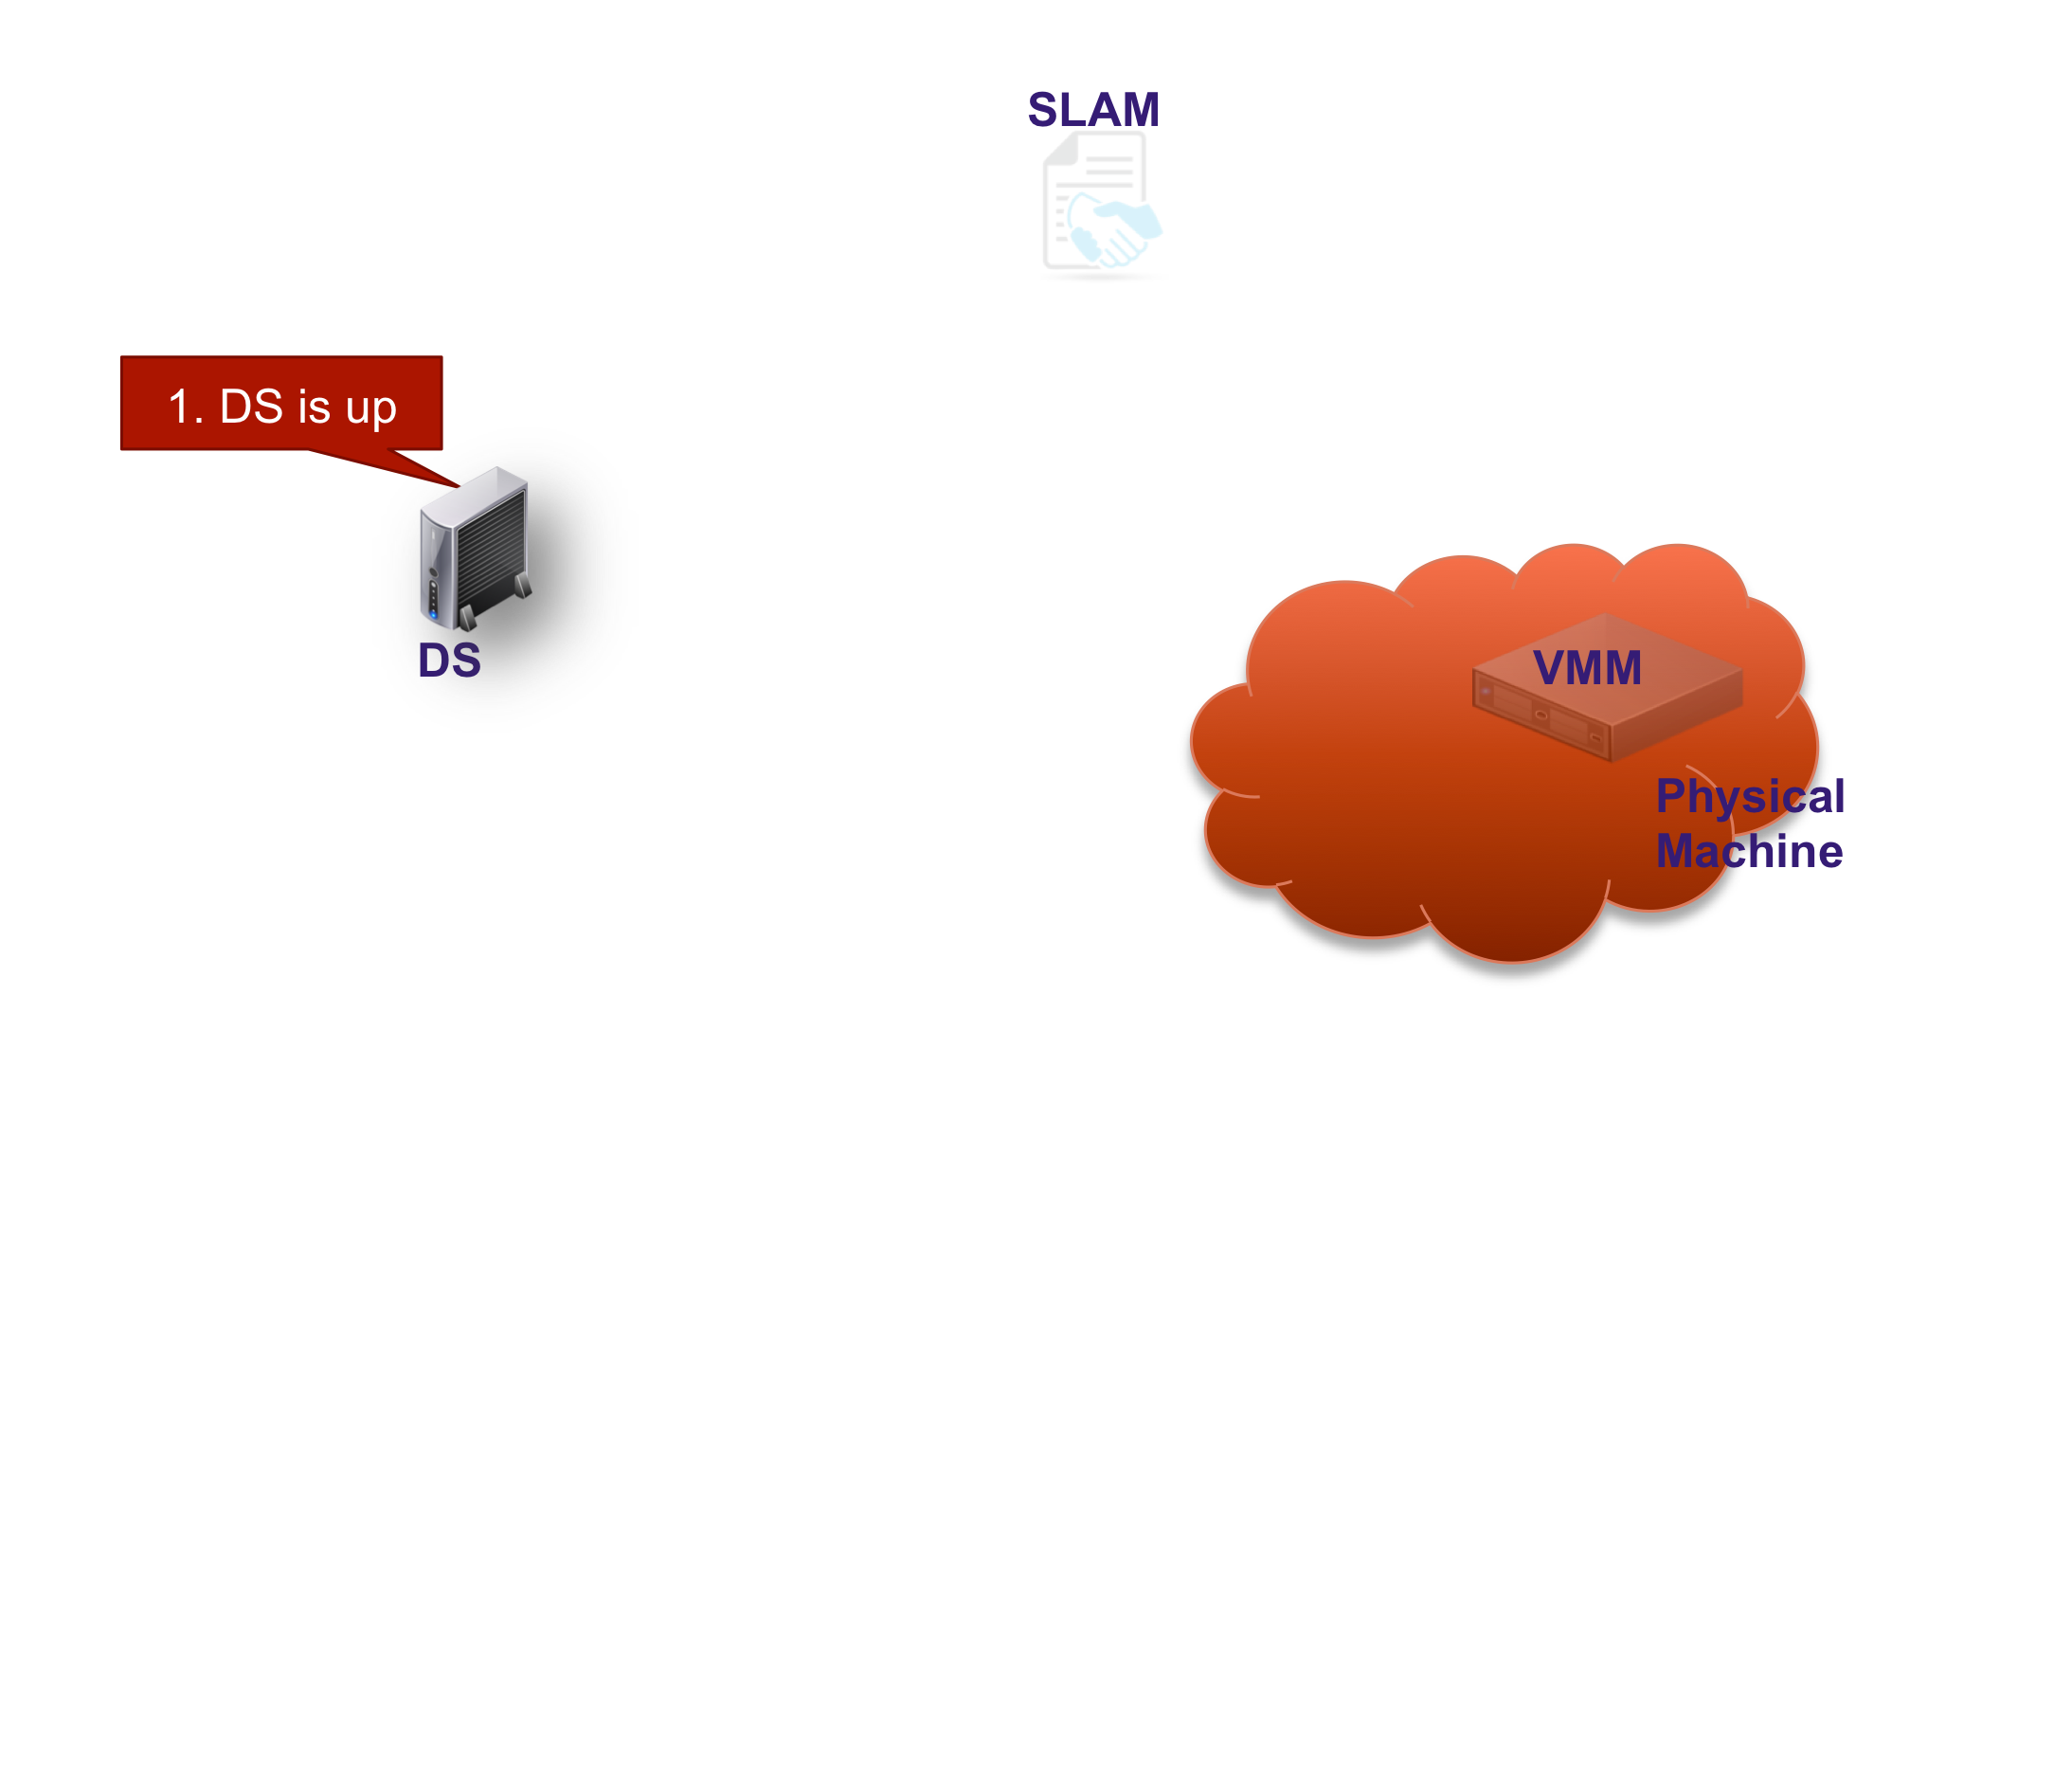 SLAM
1. DS is up
DS
VMM
Physical
Machine